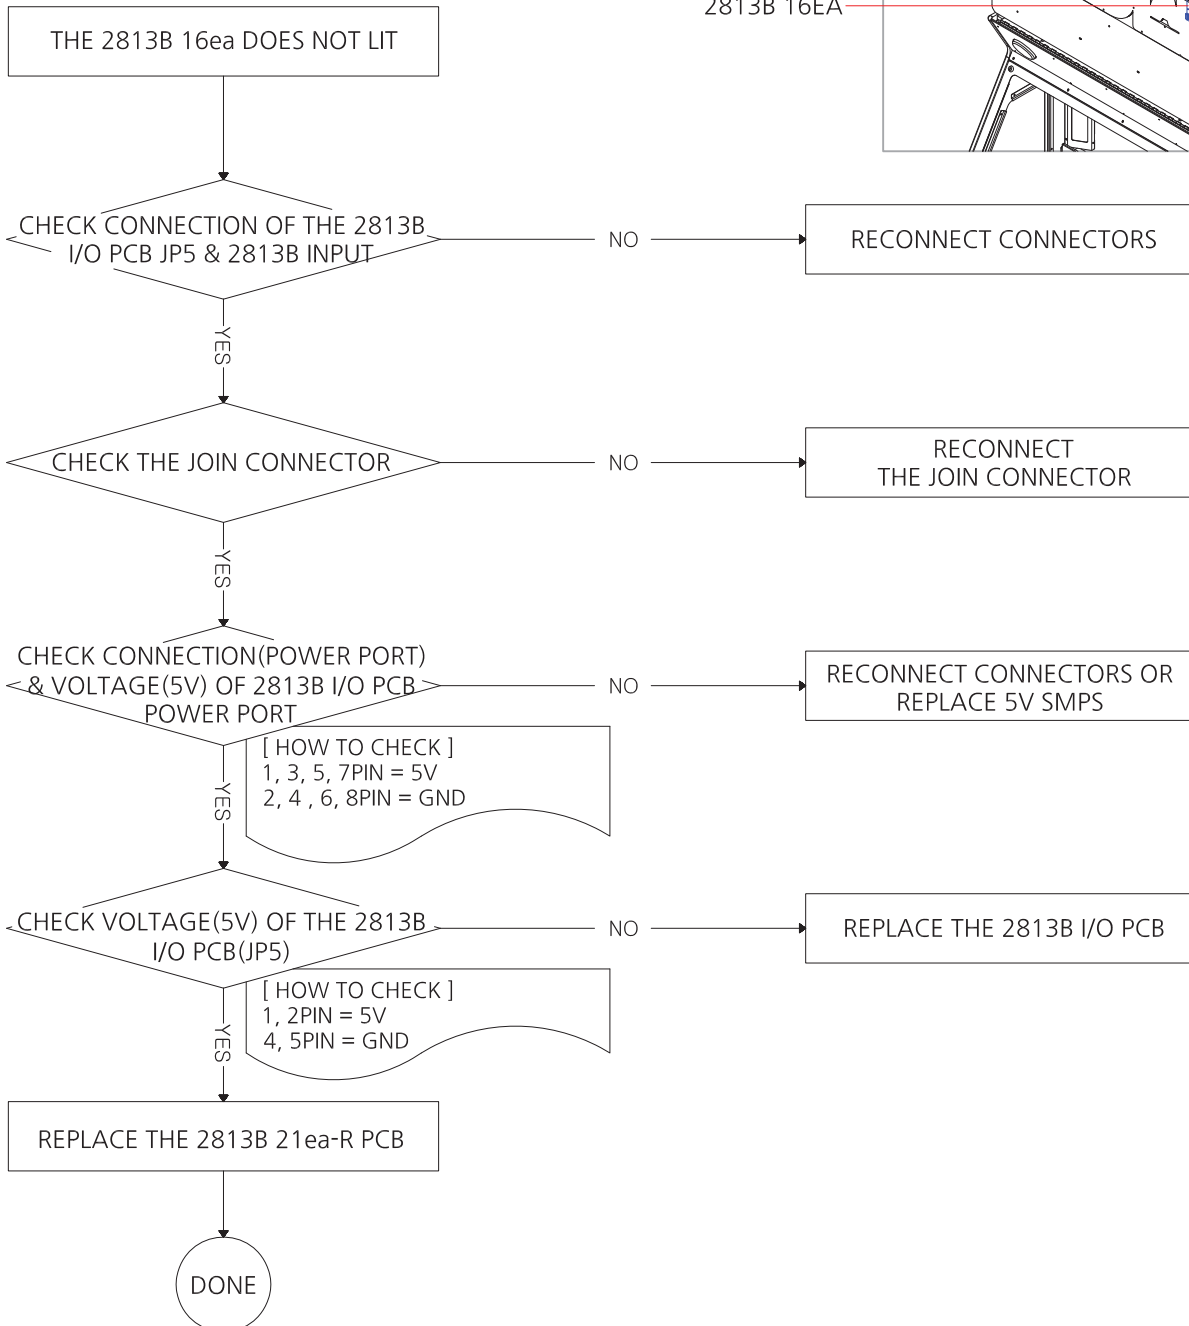 2813B 16EA
THE 2813B 16ea DOES NOT LIT
CHECK CONNECTION OF THE 2813B
I/O PCB JP5 & 2813B INPUT
NO
RECONNECT CONNECTORS
YES
CHECK THE JOIN CONNECTOR
NO
RECONNECT
THE JOIN CONNECTOR
YES
CHECK CONNECTION(POWER PORT)
& VOLTAGE(5V) OF 2813B I/O PCB
POWER PORT
NO
RECONNECT CONNECTORS OR
REPLACE 5V SMPS
[ HOW TO CHECK ]
1, 3, 5, 7PIN = 5V
2, 4 , 6, 8PIN = GND
YES
CHECK VOLTAGE(5V) OF THE 2813B
I/O PCB(JP5)
NO
REPLACE THE 2813B I/O PCB
[ HOW TO CHECK ]
1, 2PIN = 5V
4, 5PIN = GND
YES
REPLACE THE 2813B 21ea-R PCB
DONE